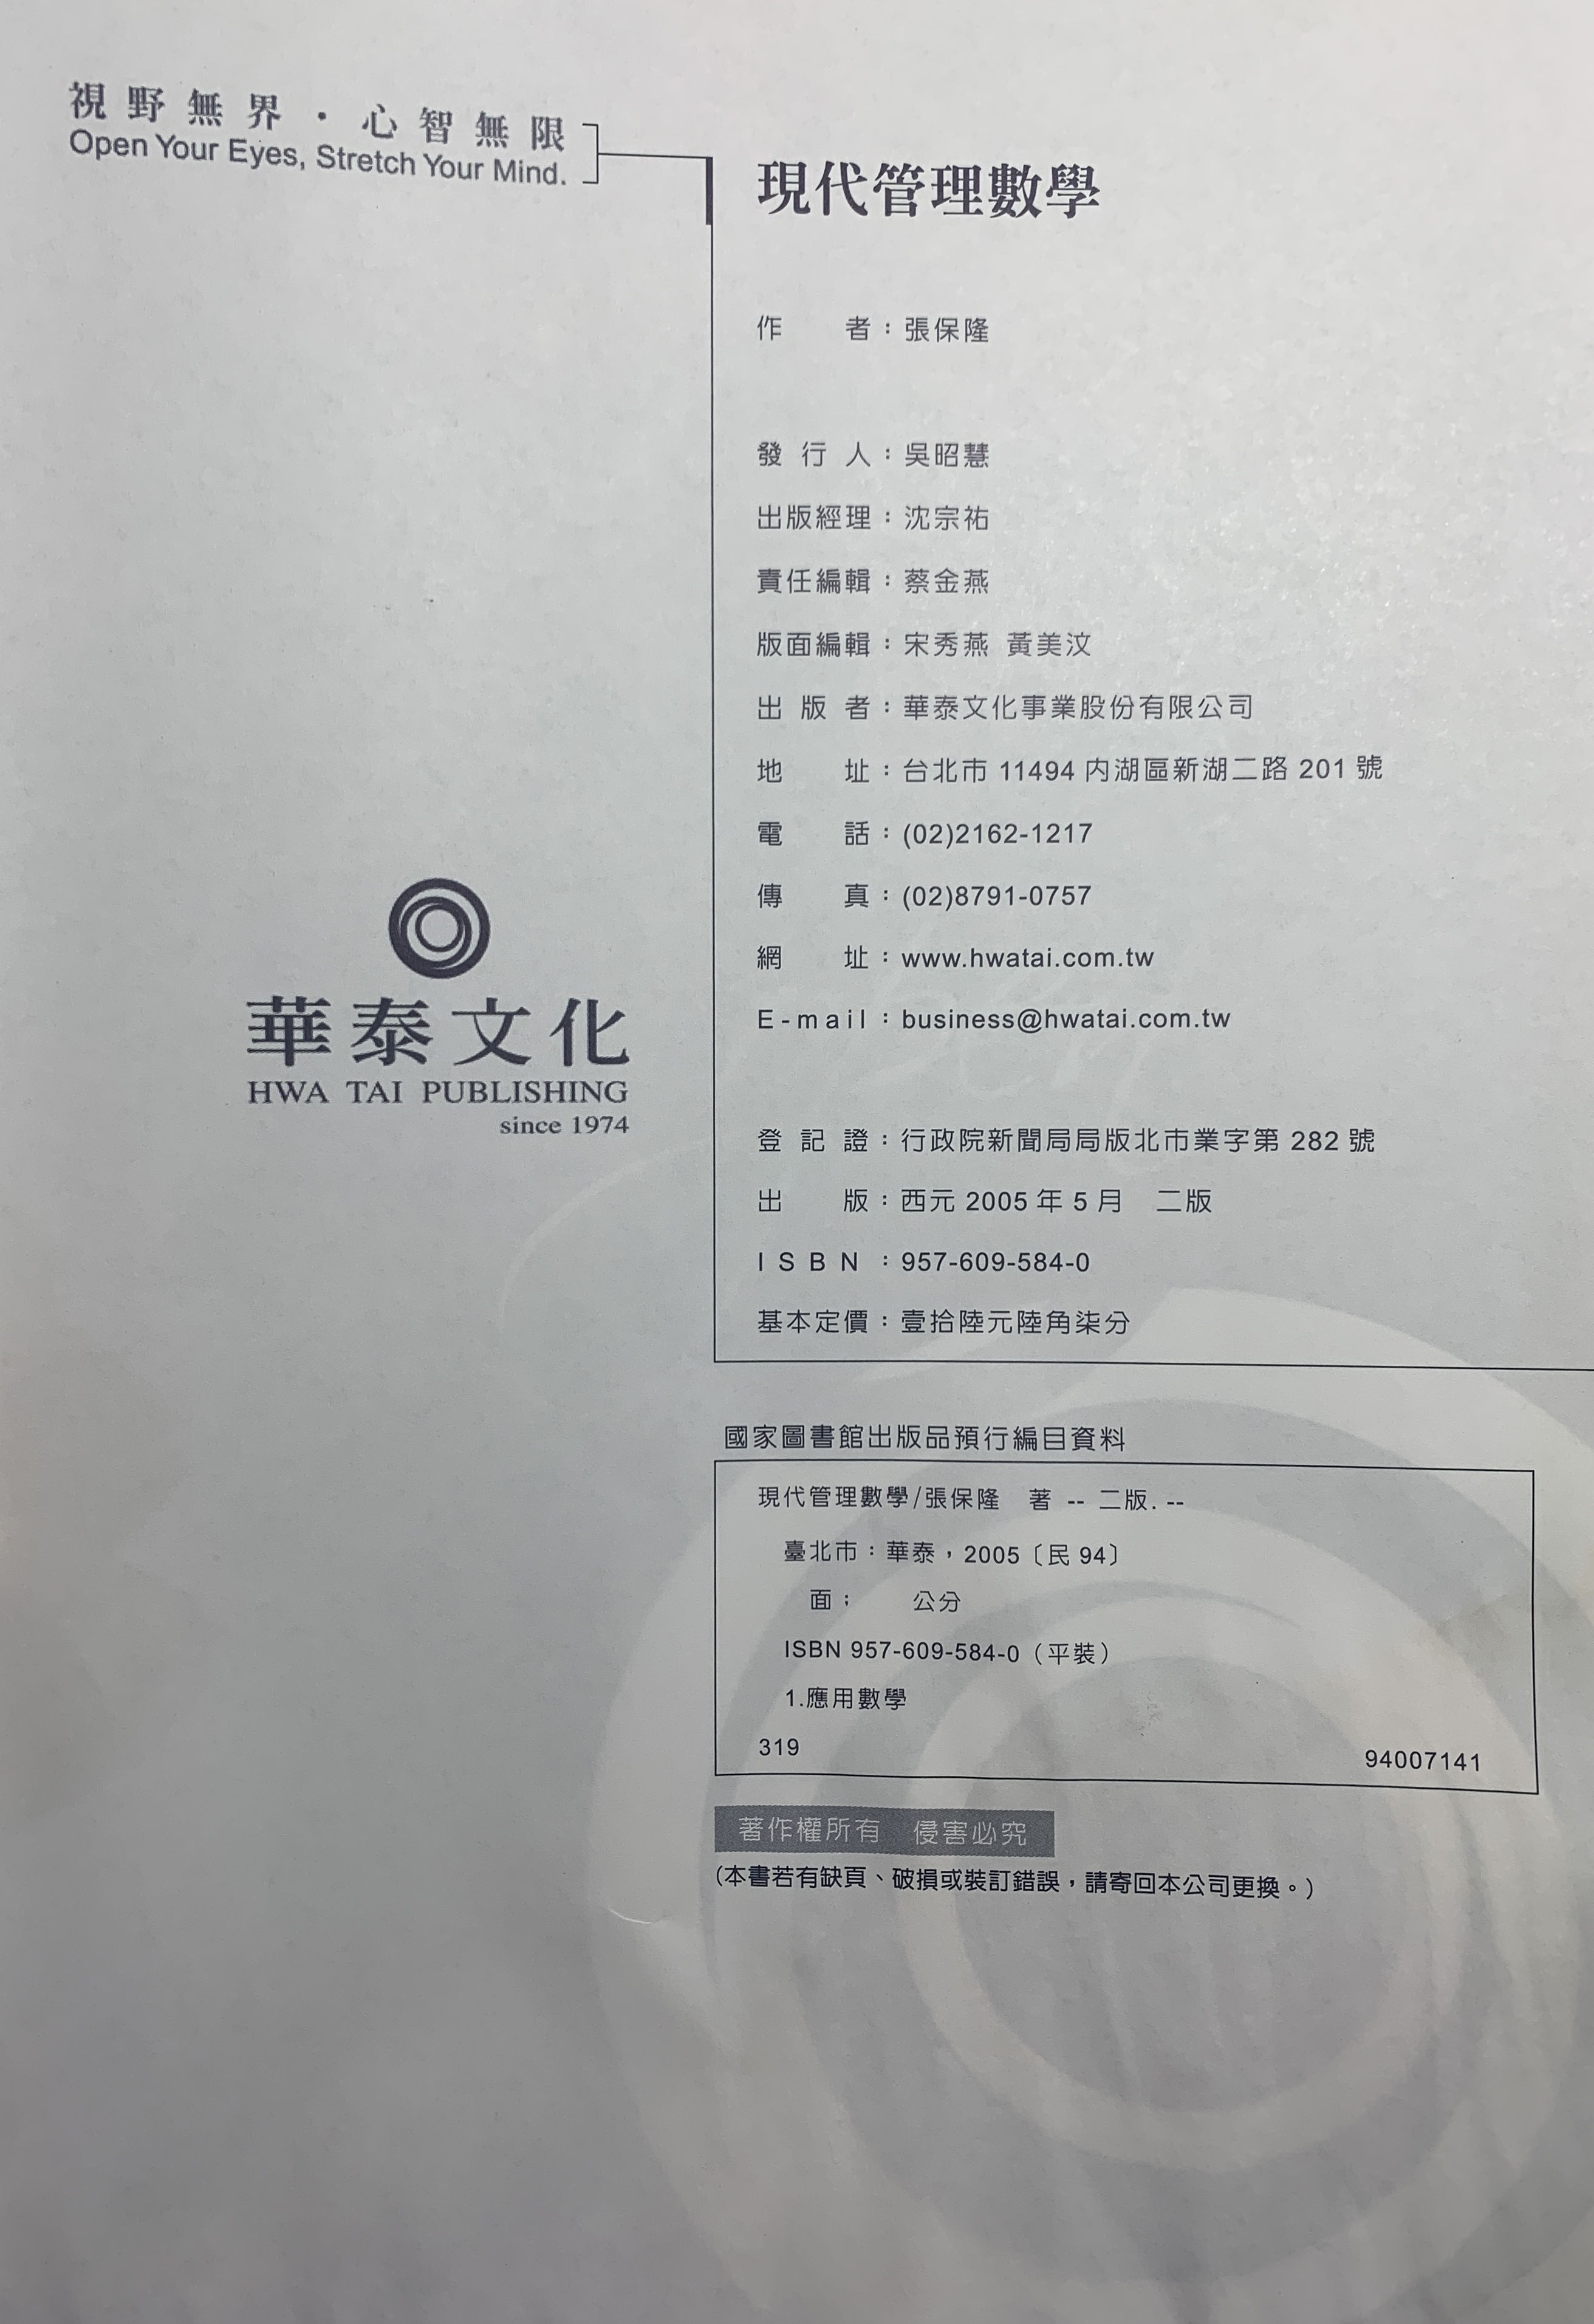 視野無界·心智無限
Open Your Eyes, Stretch Your Mind.
現代管理數學
作者：張保隆
發行人：吳昭慧
出版經理：沈宗祐
責任編輯：蔡金燕
版面編輯：宋秀燕 黃美汶
出版者：華泰文化事業股份有限公司
地址：台北市 11494 內湖區新湖二路 201 號
電話：(02)2162-1217
傳真：(02)8791-0757
網址：www.hwatai.com.tw
E-mail：business@hwatai.com.tw
華泰文化
HWA TAI PUBLISHING
since 1974
登記證：行政院新聞局局版北市業字第 282 號
出版：西元 2005 年 5 月 二版
ISBN：957-609-584-0
基本定價：壹拾陸元陸角柒分
國家圖書館出版品預行編目資料
現代管理數學/張保隆 著 -- 二版. --
臺北市：華泰，2005〔民 94〕
面； 公分
ISBN 957-609-584-0（平裝）
1.應用數學
319 94007141
著作權所有 侵害必究
(本書若有缺頁、破損或裝訂錯誤，請寄回本公司更換。)